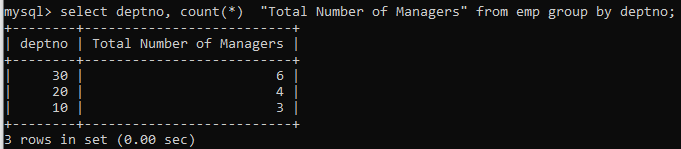 mysql> select deptno, count(*)  "Total Number of Managers" from emp group by deptno;
+--------+--------------------------+
| deptno | Total Number of Managers |
+--------+--------------------------+
|     30 |                        6 |
|     20 |                        4 |
|     10 |                        3 |
+--------+--------------------------+
3 rows in set (0.00 sec)